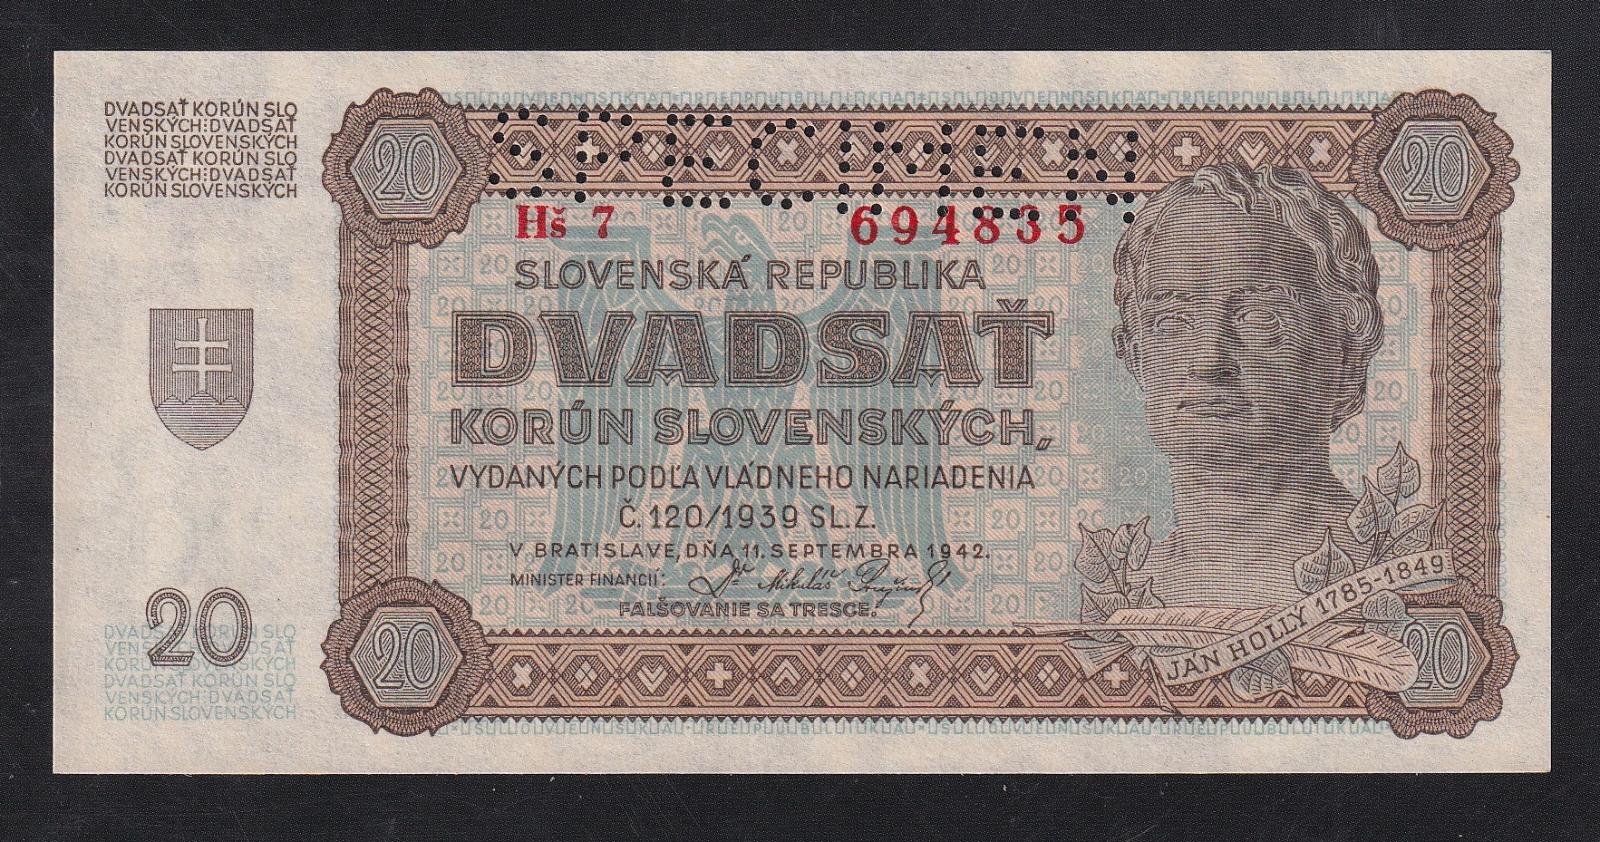 DVADSAŤ KORÚN SLO
VENSKÝCH:DVADSAŤ
KORÚN SLOVENSKÝCH
DVADSAŤ KORÚN SLO
VENSKÝCH:DVADSAŤ
KORÚN SLOVENSKÝCH
20
20
SPECIMEN
Hš 7 694835
SLOVENSKÁ REPUBLIKA
DVADSAŤ
KORÚN SLOVENSKÝCH,
VYDANÝCH PODĽA VLÁDNEHO NARIADENIA
Č. 120/1939 SL. Z.
V BRATISLAVE, DŇA 11. SEPTEMBRA 1942.
MINISTER FINANCIÍ:
FALŠOVANIE SA TRESCE.
JÁN HOLLÝ 1785-1849
20
DVADSAŤ KORÚN SLO
VENSKÝCH:DVADSAŤ
KORÚN SLOVENSKÝCH
DVADSAŤ KORÚN SLO
VENSKÝCH:DVADSAŤ
KORÚN SLOVENSKÝCH
20
20